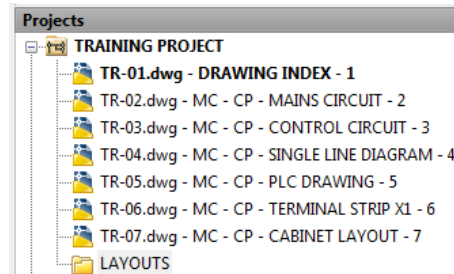 Projects
TRAINING PROJECT
TR-01.dwg - DRAWING INDEX - 1
TR-02.dwg - MC - CP - MAINS CIRCUIT - 2
TR-03.dwg - MC - CP - CONTROL CIRCUIT - 3
TR-04.dwg - MC - CP - SINGLE LINE DIAGRAM - 4
TR-05.dwg - MC - CP - PLC DRAWING - 5
TR-06.dwg - MC - CP - TERMINAL STRIP X1 - 6
TR-07.dwg - MC - CP - CABINET LAYOUT - 7
LAYOUTS